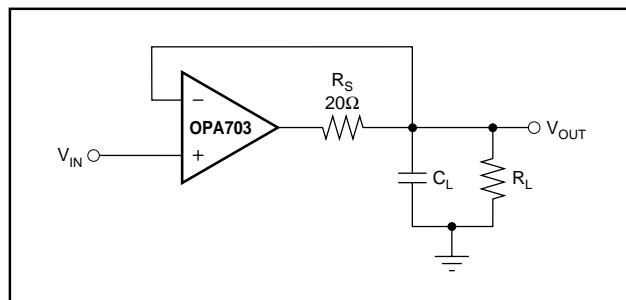 R_S
20Ω
−
OPA703
+
V_IN
V_OUT
C_L
R_L